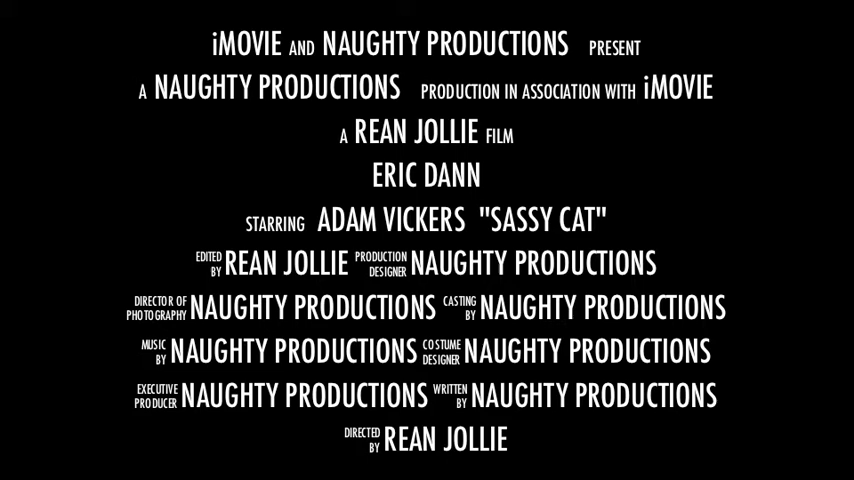 iMOVIE AND NAUGHTY PRODUCTIONS PRESENT
A NAUGHTY PRODUCTIONS PRODUCTION IN ASSOCIATION WITH iMOVIE
A REAN JOLLIE FILM
ERIC DANN
STARRING ADAM VICKERS "SASSY CAT"
EDITED BY REAN JOLLIE PRODUCTION DESIGNER NAUGHTY PRODUCTIONS
DIRECTOR OF PHOTOGRAPHY NAUGHTY PRODUCTIONS CASTING BY NAUGHTY PRODUCTIONS
MUSIC BY NAUGHTY PRODUCTIONS COSTUME DESIGNER NAUGHTY PRODUCTIONS
EXECUTIVE PRODUCER NAUGHTY PRODUCTIONS WRITTEN BY NAUGHTY PRODUCTIONS
DIRECTED BY REAN JOLLIE